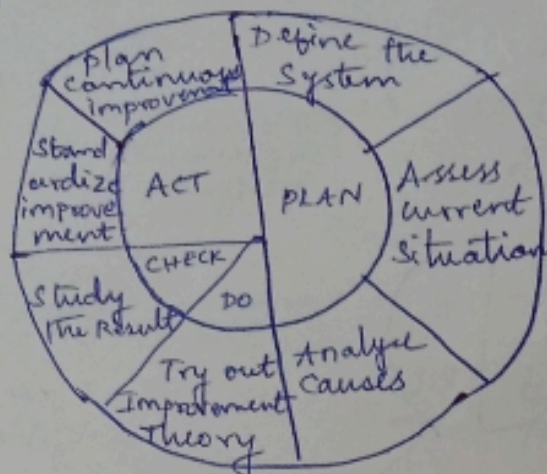 Define the
System
Assess
current
situation
Analyse
Causes
Try out
Improvement
Theory
Study
the Result
Stand
ardize
improve
ment
Plan
continuous
improvement
PLAN
DO
CHECK
ACT